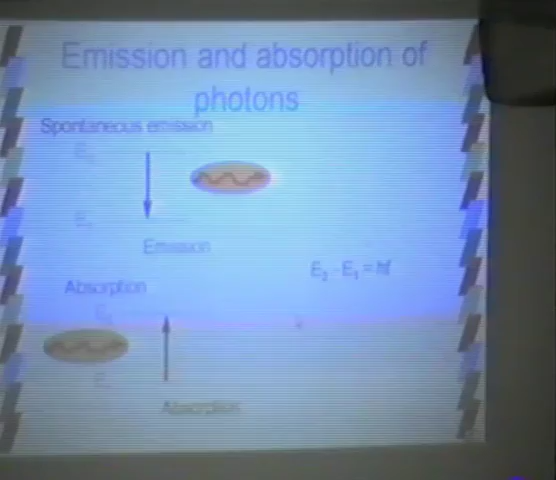 Emission and absorption of
photons
Spontaneous emission
Emission
E₂ - E₁ = hf
Absorption
Absorption